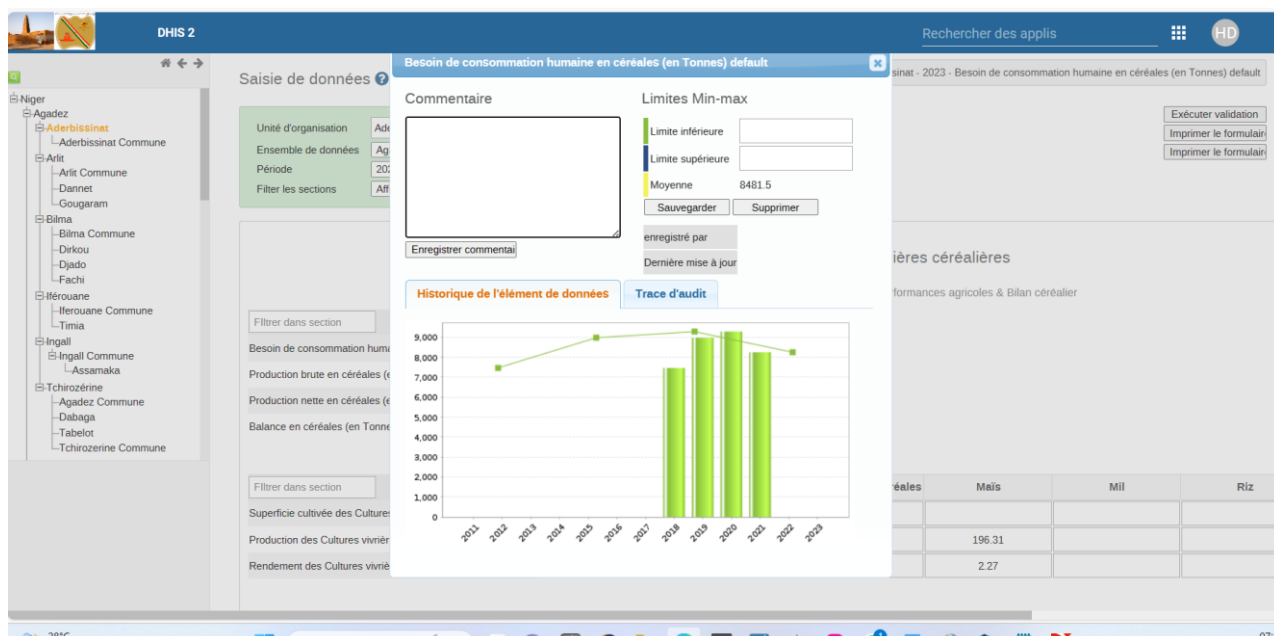 DHIS 2
Rechercher des applis
HD
Niger
Agadez
Aderbissinat
Aderbissinat Commune
Arlit
Arlit Commune
Dannet
Gougaram
Bilma
Bilma Commune
Dirkou
Djado
Fachi
Iférouane
Iferouane Commune
Timia
Ingall
Ingall Commune
Assamaka
Tchirozérine
Agadez Commune
Dabaga
Tabelot
Tchirozerine Commune
Saisie de données
sinat - 2023 - Besoin de consommation humaine en céréales (en Tonnes) default
Exécuter validation
Imprimer le formulair
Imprimer le formulair
Unité d'organisation Ade
Ensemble de données Ag
Période 202
Filter les sections Aff
Besoin de consommation humaine en céréales (en Tonnes) default
Commentaire
Enregistrer commentai
Limites Min-max
Limite inférieure
Limite supérieure
Moyenne 8481.5
Sauvegarder Supprimer
enregistré par
Dernière mise à jour
Historique de l'élément de données Trace d'audit
9,000
8,000
7,000
6,000
5,000
4,000
3,000
2,000
1,000
0
2011 2012 2013 2014 2015 2016 2017 2018 2019 2020 2021 2022 2023
ières céréalières
formances agricoles & Bilan céréalier
FIltrer dans section
Besoin de consommation huma
Production brute en céréales (e
Production nette en céréales (e
Balance en céréales (en Tonne
FIltrer dans section
éales Maïs Mil Riz
Superficie cultivée des Cultures
Production des Cultures vivrièr 196.31
Rendement des Cultures vivriè 2.27